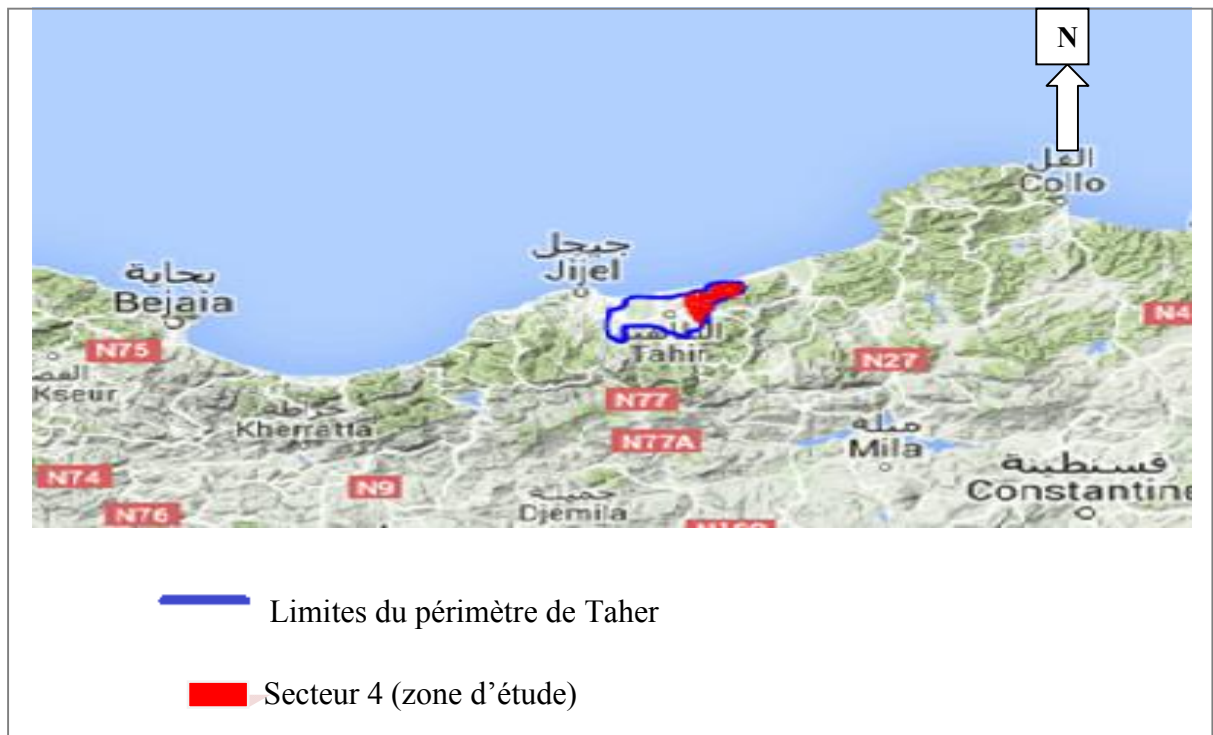 N
القل
Collo
جيجل
Jijel
بجاية
Bejaia
N4
N75
Tahir
N27
Kseur
خراطة
Kherratta
N77
N77A
ميلة
Mila
قسنطينة
Constantine
N74
N9
جميلة
Djemila
N76
Limites du périmètre de Taher
Secteur 4 (zone d’étude)